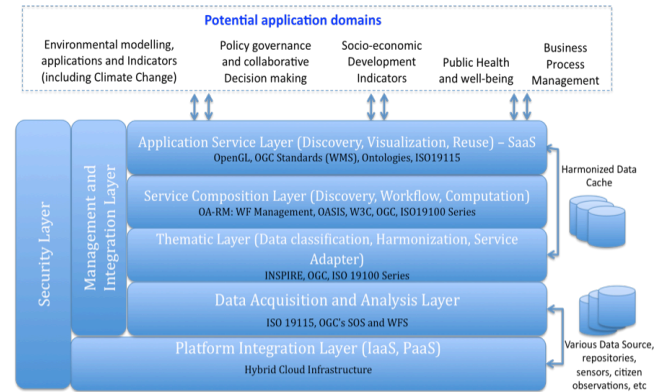 Potential application domains
Environmental modelling,
applications and Indicators
(including Climate Change)
Policy governance
and collaborative
Decision making
Socio-economic
Development
Indicators
Public Health
and well-being
Business
Process
Management
Security Layer
Management and
Integration Layer
Application Service Layer (Discovery, Visualization, Reuse) – SaaS
OpenGL, OGC Standards (WMS), Ontologies, ISO19115
Service Composition Layer (Discovery, Workflow, Computation)
OA-RM: WF Management, OASIS, W3C, OGC, ISO19100 Series
Thematic Layer (Data classification, Harmonization, Service
Adapter)
INSPIRE, OGC, ISO 19100 Series
Data Acquisition and Analysis Layer
ISO 19115, OGC's SOS and WFS
Platform Integration Layer (IaaS, PaaS)
Hybrid Cloud Infrastructure
Harmonized Data
Cache
Various Data Source,
repositories,
sensors, citizen
observations, etc